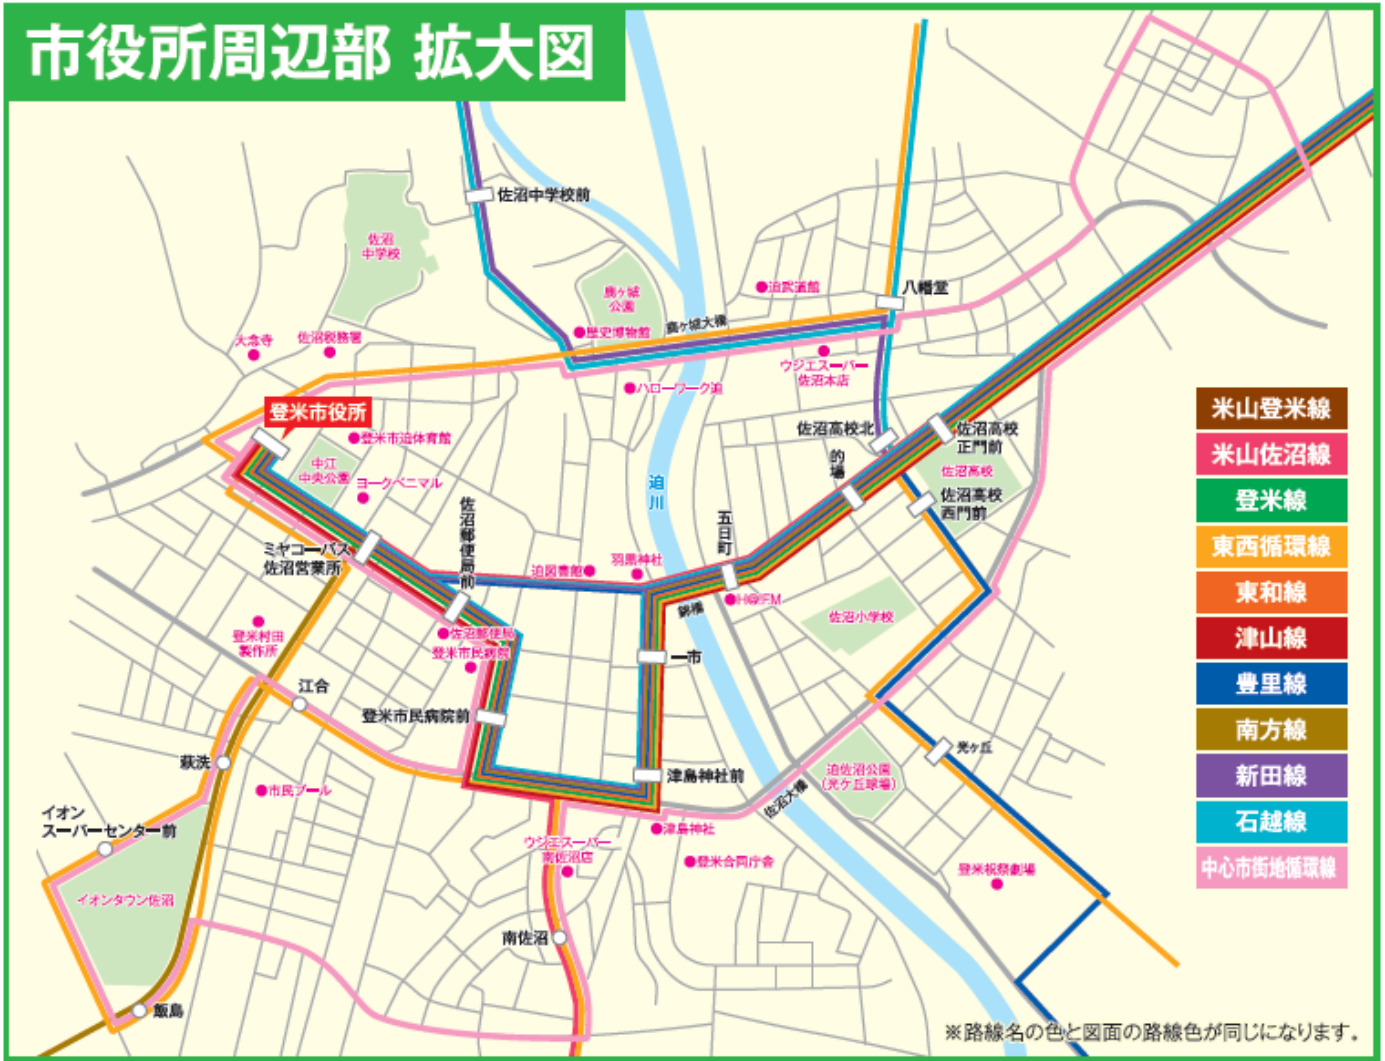 市役所周辺部 拡大図
佐沼中学校前
佐沼
中学校
鹿ヶ城
公園
迫武道館
八幡堂
歴史博物館
鹿ヶ城大橋
大念寺
佐沼税務署
ウジエスーパー
佐沼本店
ハローワーク迫
登米市役所
登米市迫体育館
中江
中央公園
ヨークベニマル
佐沼高校北
佐沼高校
正門前
的場
佐沼高校
佐沼高校
西門前
迫川
佐沼郵便局前
五日町
ミヤコーバス
佐沼営業所
迫図書館
羽黒神社
H@!FM
錦橋
佐沼小学校
登米村田
製作所
佐沼郵便局
登米市民病院
一市
江合
登米市民病院前
萩洗
津島神社前
光ヶ丘
市民プール
迫佐沼公園
(光ケ丘球場)
佐沼大橋
イオン
スーパーセンター前
津島神社
ウジエスーパー
南佐沼店
登米合同庁舎
登米祝祭劇場
イオンタウン佐沼
南佐沼
飯島
米山登米線
米山佐沼線
登米線
東西循環線
東和線
津山線
豊里線
南方線
新田線
石越線
中心市街地循環線
※路線名の色と図面の路線色が同じになります。